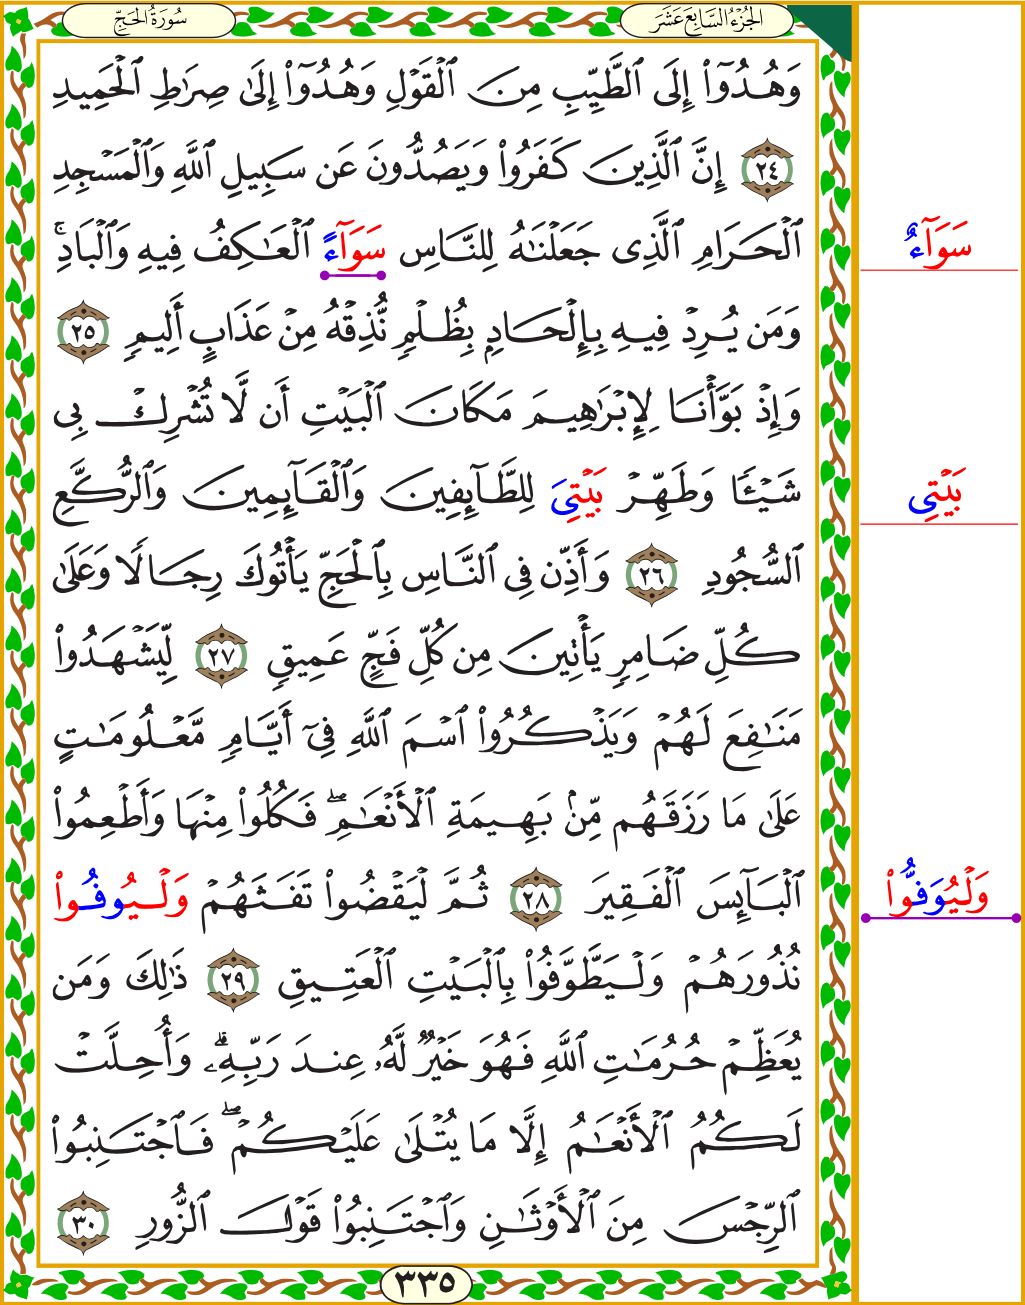 سُورَةُ الحَجِّ
الجُزْءُ السَّابِعَ عَشَرَ
وَهُدُوٓا۟ إِلَى ٱلطَّيِّبِ مِنَ ٱلْقَوْلِ وَهُدُوٓا۟ إِلَىٰ صِرَٰطِ ٱلْحَمِيدِ
٢٤ إِنَّ ٱلَّذِينَ كَفَرُوا۟ وَيَصُدُّونَ عَن سَبِيلِ ٱللَّهِ وَٱلْمَسْجِدِ
ٱلْحَرَامِ ٱلَّذِى جَعَلْنَٰهُ لِلنَّاسِ سَوَآءً ٱلْعَٰكِفُ فِيهِ وَٱلْبَادِ ۚ
سَوَآءٌ
وَمَن يُرِدْ فِيهِ بِإِلْحَادٍۭ بِظُلْمٍ نُّذِقْهُ مِنْ عَذَابٍ أَلِيمٍ ٢٥
وَإِذْ بَوَّأْنَا لِإِبْرَٰهِيمَ مَكَانَ ٱلْبَيْتِ أَن لَّا تُشْرِكْ بِى
شَيْـًٔا وَطَهِّرْ بَيْتِىَ لِلطَّآئِفِينَ وَٱلْقَآئِمِينَ وَٱلرُّكَّعِ
بَيْتِى
ٱلسُّجُودِ ٢٦ وَأَذِّن فِى ٱلنَّاسِ بِٱلْحَجِّ يَأْتُوكَ رِجَالًا وَعَلَىٰ
كُلِّ ضَامِرٍ يَأْتِينَ مِن كُلِّ فَجٍّ عَمِيقٍ ٢٧ لِّيَشْهَدُوا۟
مَنَٰفِعَ لَهُمْ وَيَذْكُرُوا۟ ٱسْمَ ٱللَّهِ فِىٓ أَيَّامٍ مَّعْلُومَٰتٍ
عَلَىٰ مَا رَزَقَهُم مِّنۢ بَهِيمَةِ ٱلْأَنْعَٰمِ ۖ فَكُلُوا۟ مِنْهَا وَأَطْعِمُوا۟
ٱلْبَآئِسَ ٱلْفَقِيرَ ٢٨ ثُمَّ لْيَقْضُوا۟ تَفَثَهُمْ وَلْيُوفُوا۟
وَلْيُوَفُّوا۟
نُذُورَهُمْ وَلْيَطَّوَّفُوا۟ بِٱلْبَيْتِ ٱلْعَتِيقِ ٢٩ ذَٰلِكَ وَمَن
يُعَظِّمْ حُرُمَٰتِ ٱللَّهِ فَهُوَ خَيْرٌ لَّهُۥ عِندَ رَبِّهِۦ ۗ وَأُحِلَّتْ
لَكُمُ ٱلْأَنْعَٰمُ إِلَّا مَا يُتْلَىٰ عَلَيْكُمْ ۖ فَٱجْتَنِبُوا۟
ٱلرِّجْسَ مِنَ ٱلْأَوْثَٰنِ وَٱجْتَنِبُوا۟ قَوْلَ ٱلزُّورِ ٣٠
٣٣٥